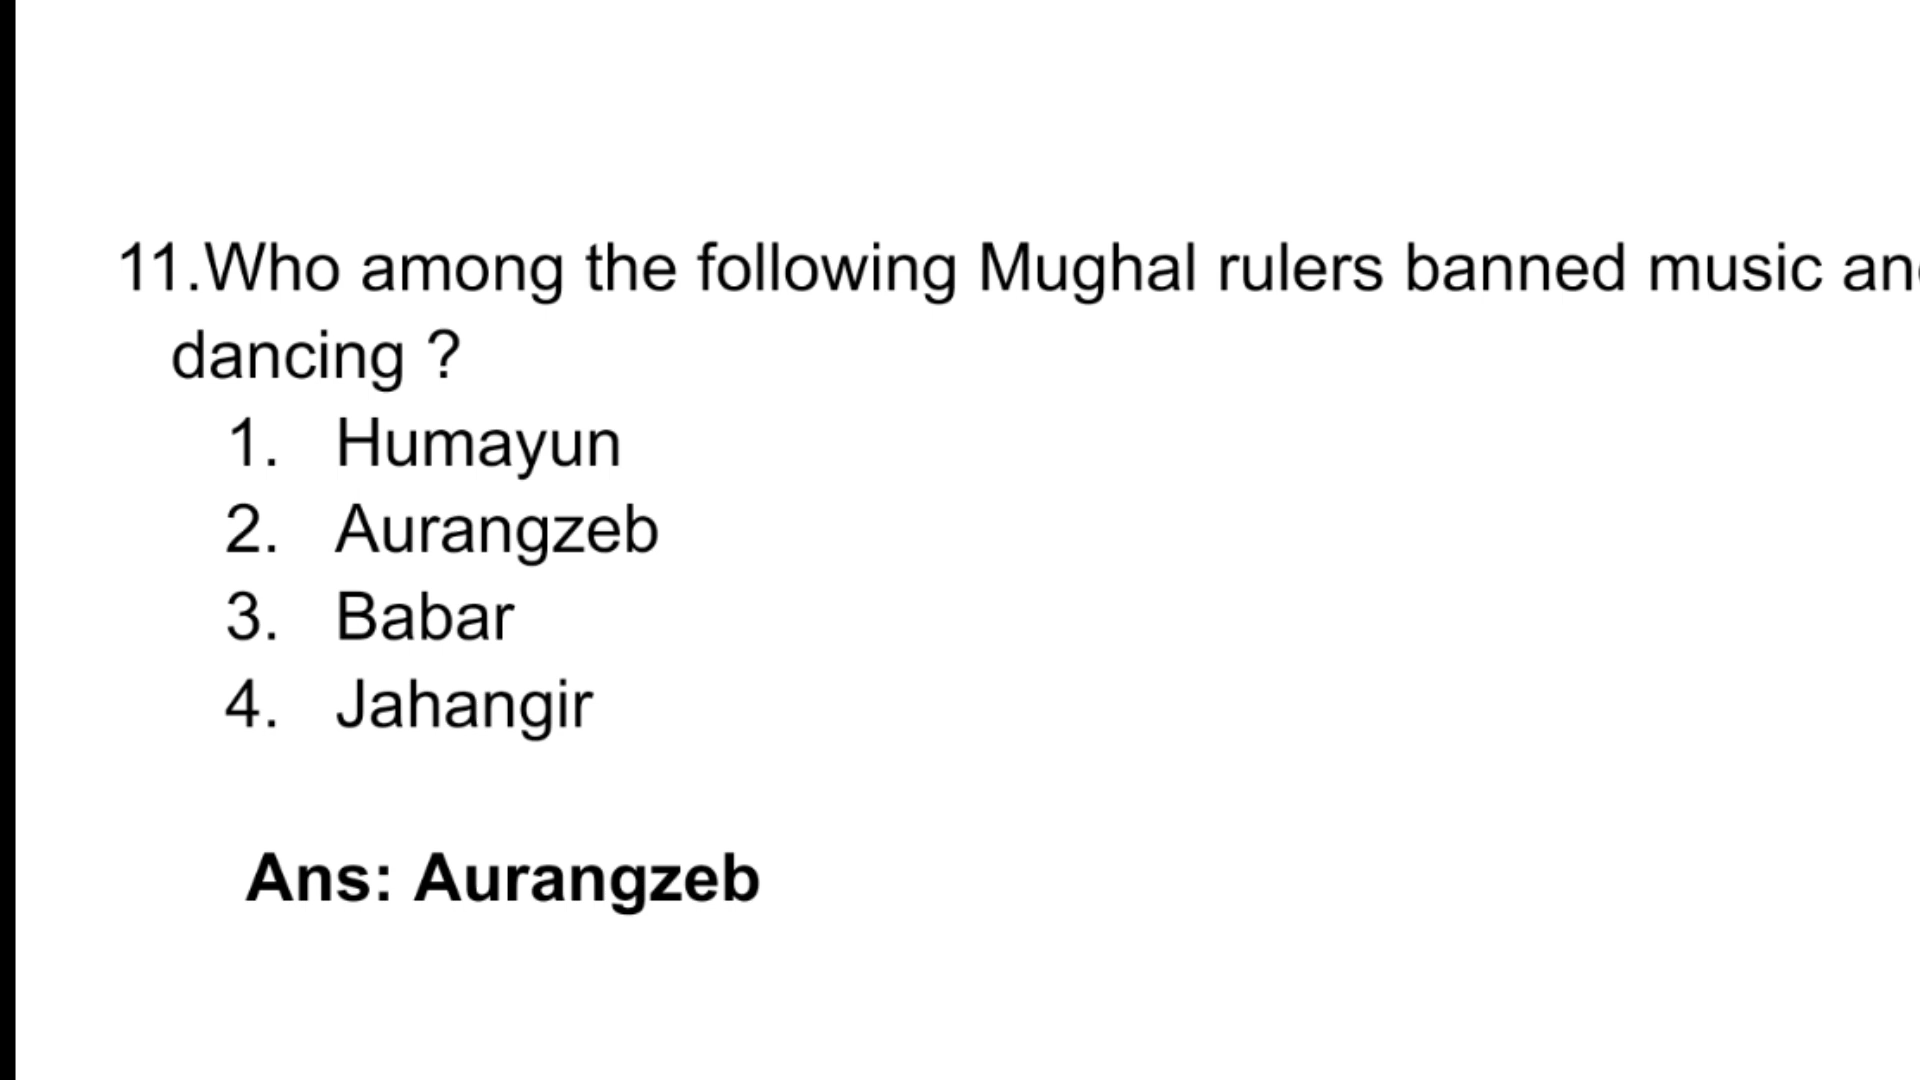 11.Who among the following Mughal rulers banned music an
dancing ?
1. Humayun
2. Aurangzeb
3. Babar
4. Jahangir
Ans: Aurangzeb